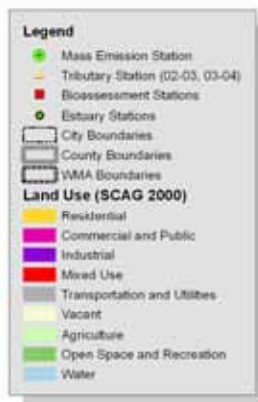 Legend
Mass Emission Station
Tributary Station (02-03, 03-04)
Bioassessment Stations
Estuary Stations
City Boundaries
County Boundaries
WMA Boundaries
Land Use (SCAG 2000)
Residential
Commercial and Public
Industrial
Mixed Use
Transportation and Utilities
Vacant
Agriculture
Open Space and Recreation
Water